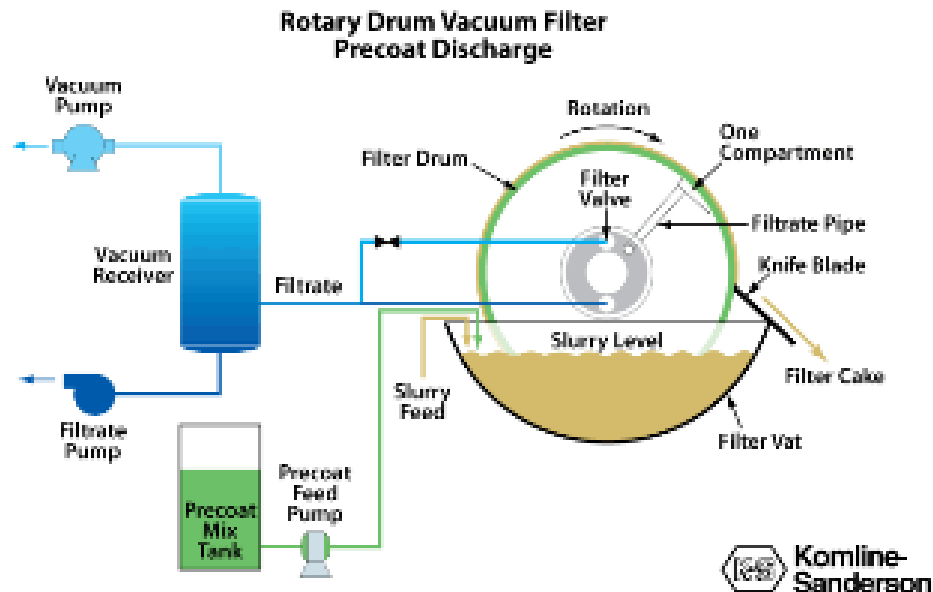 Rotary Drum Vacuum Filter
Precoat Discharge
Vacuum
Pump
Rotation
One
Compartment
Filter Drum
Filter
Valve
Filtrate Pipe
Vacuum
Receiver
Knife Blade
Filtrate
Slurry Level
Slurry
Feed
Filter Cake
Filtrate
Pump
Filter Vat
Precoat
Feed
Pump
Precoat
Mix
Tank
Komline-
Sanderson